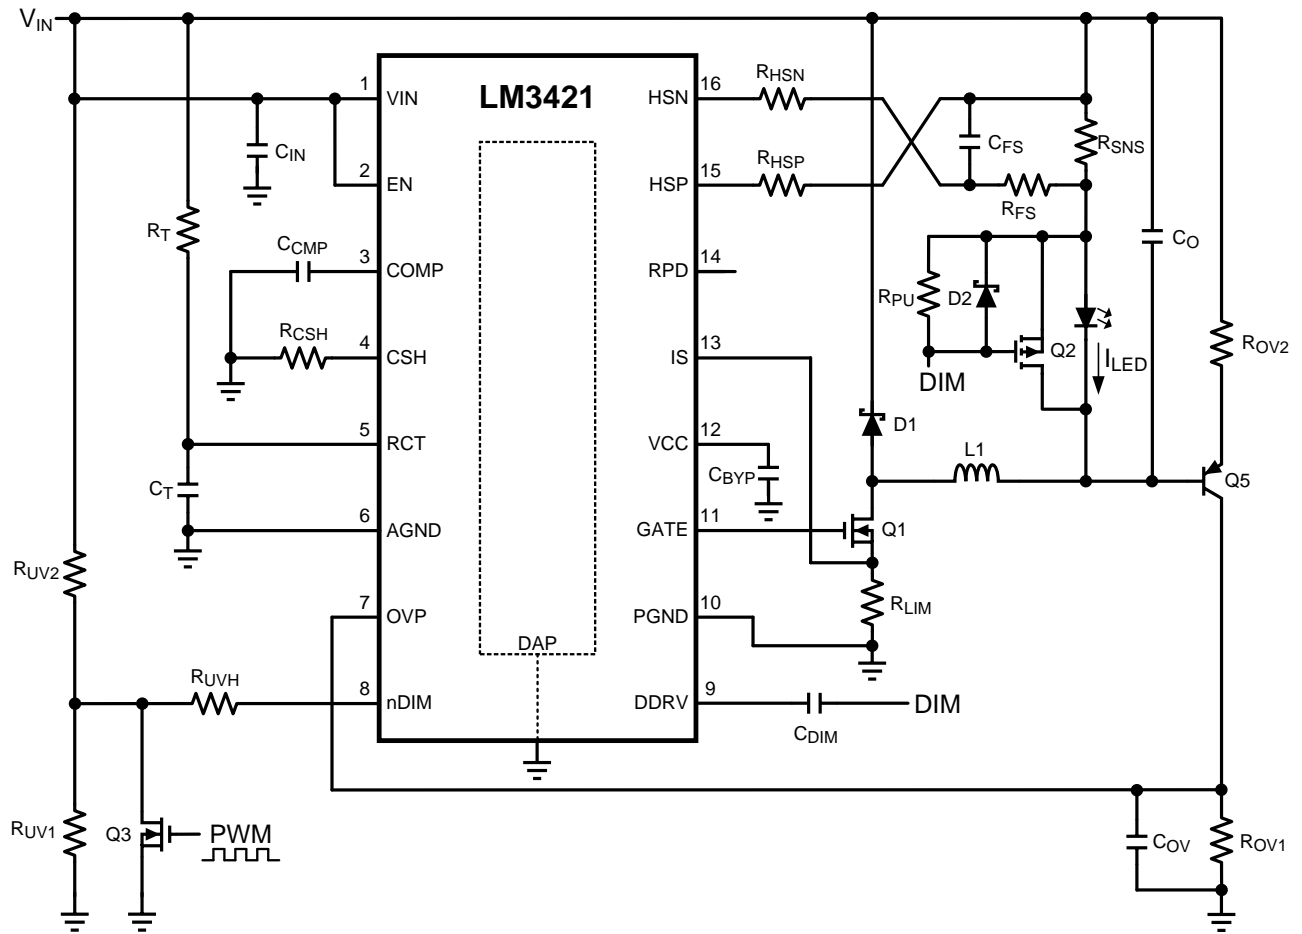 VIN
LM3421
1
VIN
HSN
16
RHSN
CIN
CFS
RSNS
2
EN
HSP
15
RHSP
RFS
RT
CCMP
3
COMP
RPD
14
RPU
D2
CO
RCSH
4
CSH
IS
13
Q2
ILED
ROV2
DIM
D1
5
RCT
VCC
12
L1
CT
CBYP
Q5
6
AGND
GATE
11
Q1
RUV2
7
OVP
PGND
10
RLIM
DAP
RUVH
8
nDIM
DDRV
9
DIM
CDIM
RUV1
Q3
PWM
COV
ROV1